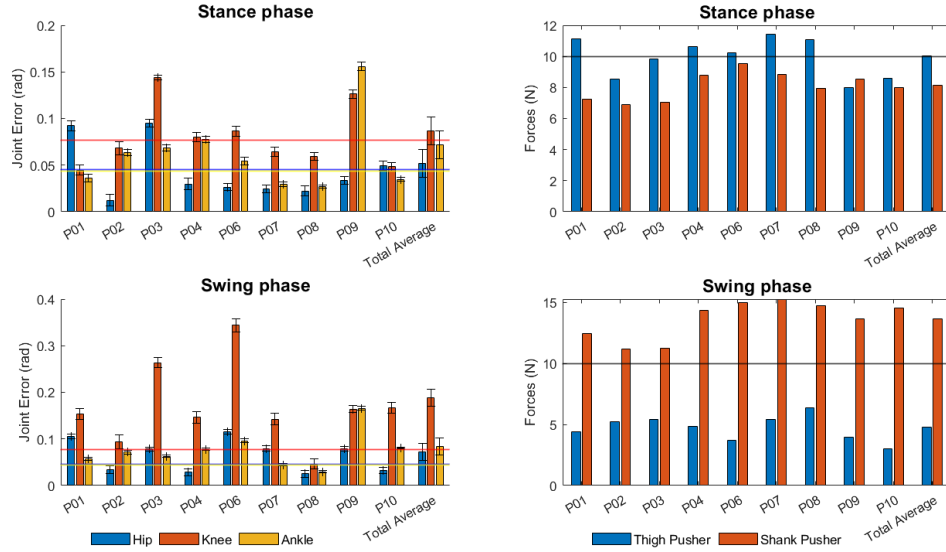 Stance phase
0.2
0.15
0.1
0.05
0
Joint Error (rad)
P01 P02 P03 P04 P06 P07 P08 P09 P10 Total Average
Stance phase
12
10
8
6
4
2
0
Forces (N)
P01 P02 P03 P04 P06 P07 P08 P09 P10 Total Average
Swing phase
0.4
0.3
0.2
0.1
0
Joint Error (rad)
P01 P02 P03 P04 P06 P07 P08 P09 P10 Total Average
Hip Knee Ankle
Swing phase
15
10
5
0
Forces (N)
P01 P02 P03 P04 P06 P07 P08 P09 P10 Total Average
Thigh Pusher Shank Pusher